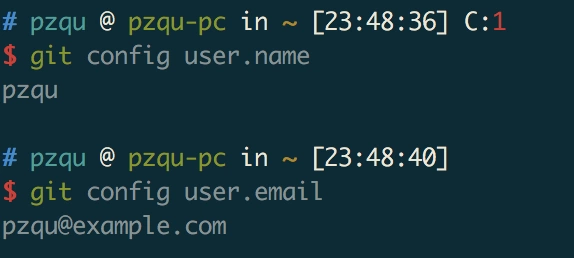 # pzqu @ pzqu-pc in ~ [23:48:36] C:1
$ git config user.name
pzqu
# pzqu @ pzqu-pc in ~ [23:48:40]
$ git config user.email
pzqu@example.com